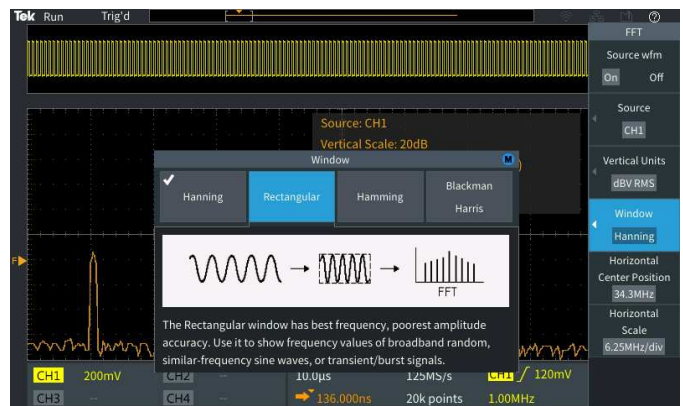 Tek Run Trig'd
FFT
Source wfm
On Off
Source
CH1
Vertical Units
dBV RMS
Window
Hanning
Horizontal
Center Position
34.3MHz
Horizontal
Scale
6.25MHz/div
Source: CH1
Vertical Scale: 20dB
Window M
Hanning Rectangular Hamming Blackman
Harris
FFT
The Rectangular window has best frequency, poorest amplitude
accuracy. Use it to show frequency values of broadband random,
similar-frequency sine waves, or transient/burst signals.
F
CH1 200mV CH2 -- 10.0µs 125MS/s CH1 120mV
CH3 -- CH4 -- 136.000ns 20k points 1.00MHz